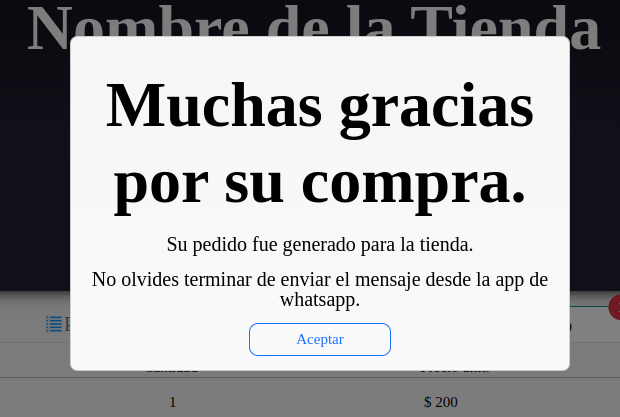 Nombre de la Tienda
Muchas gracias
por su compra.
Su pedido fue generado para la tienda.
No olvides terminar de enviar el mensaje desde la app de
whatsapp.
Aceptar
1 $ 200